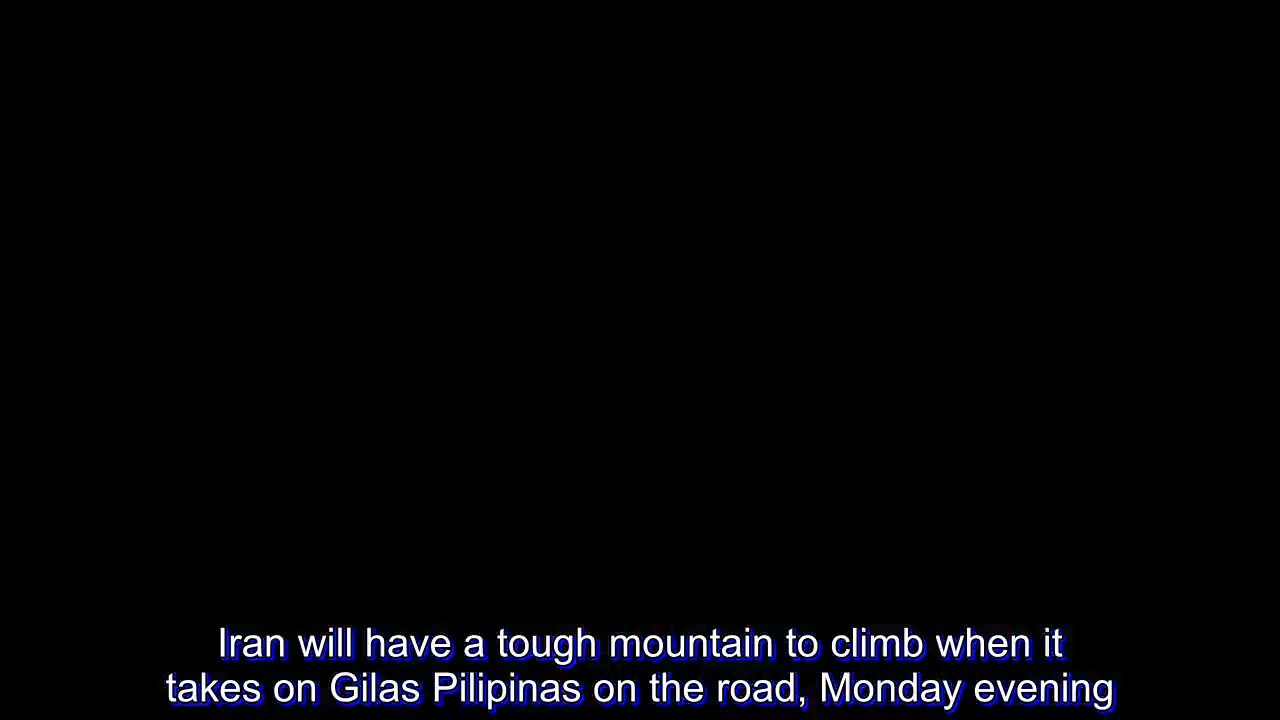 Iran will have a tough mountain to climb when it
takes on Gilas Pilipinas on the road, Monday evening